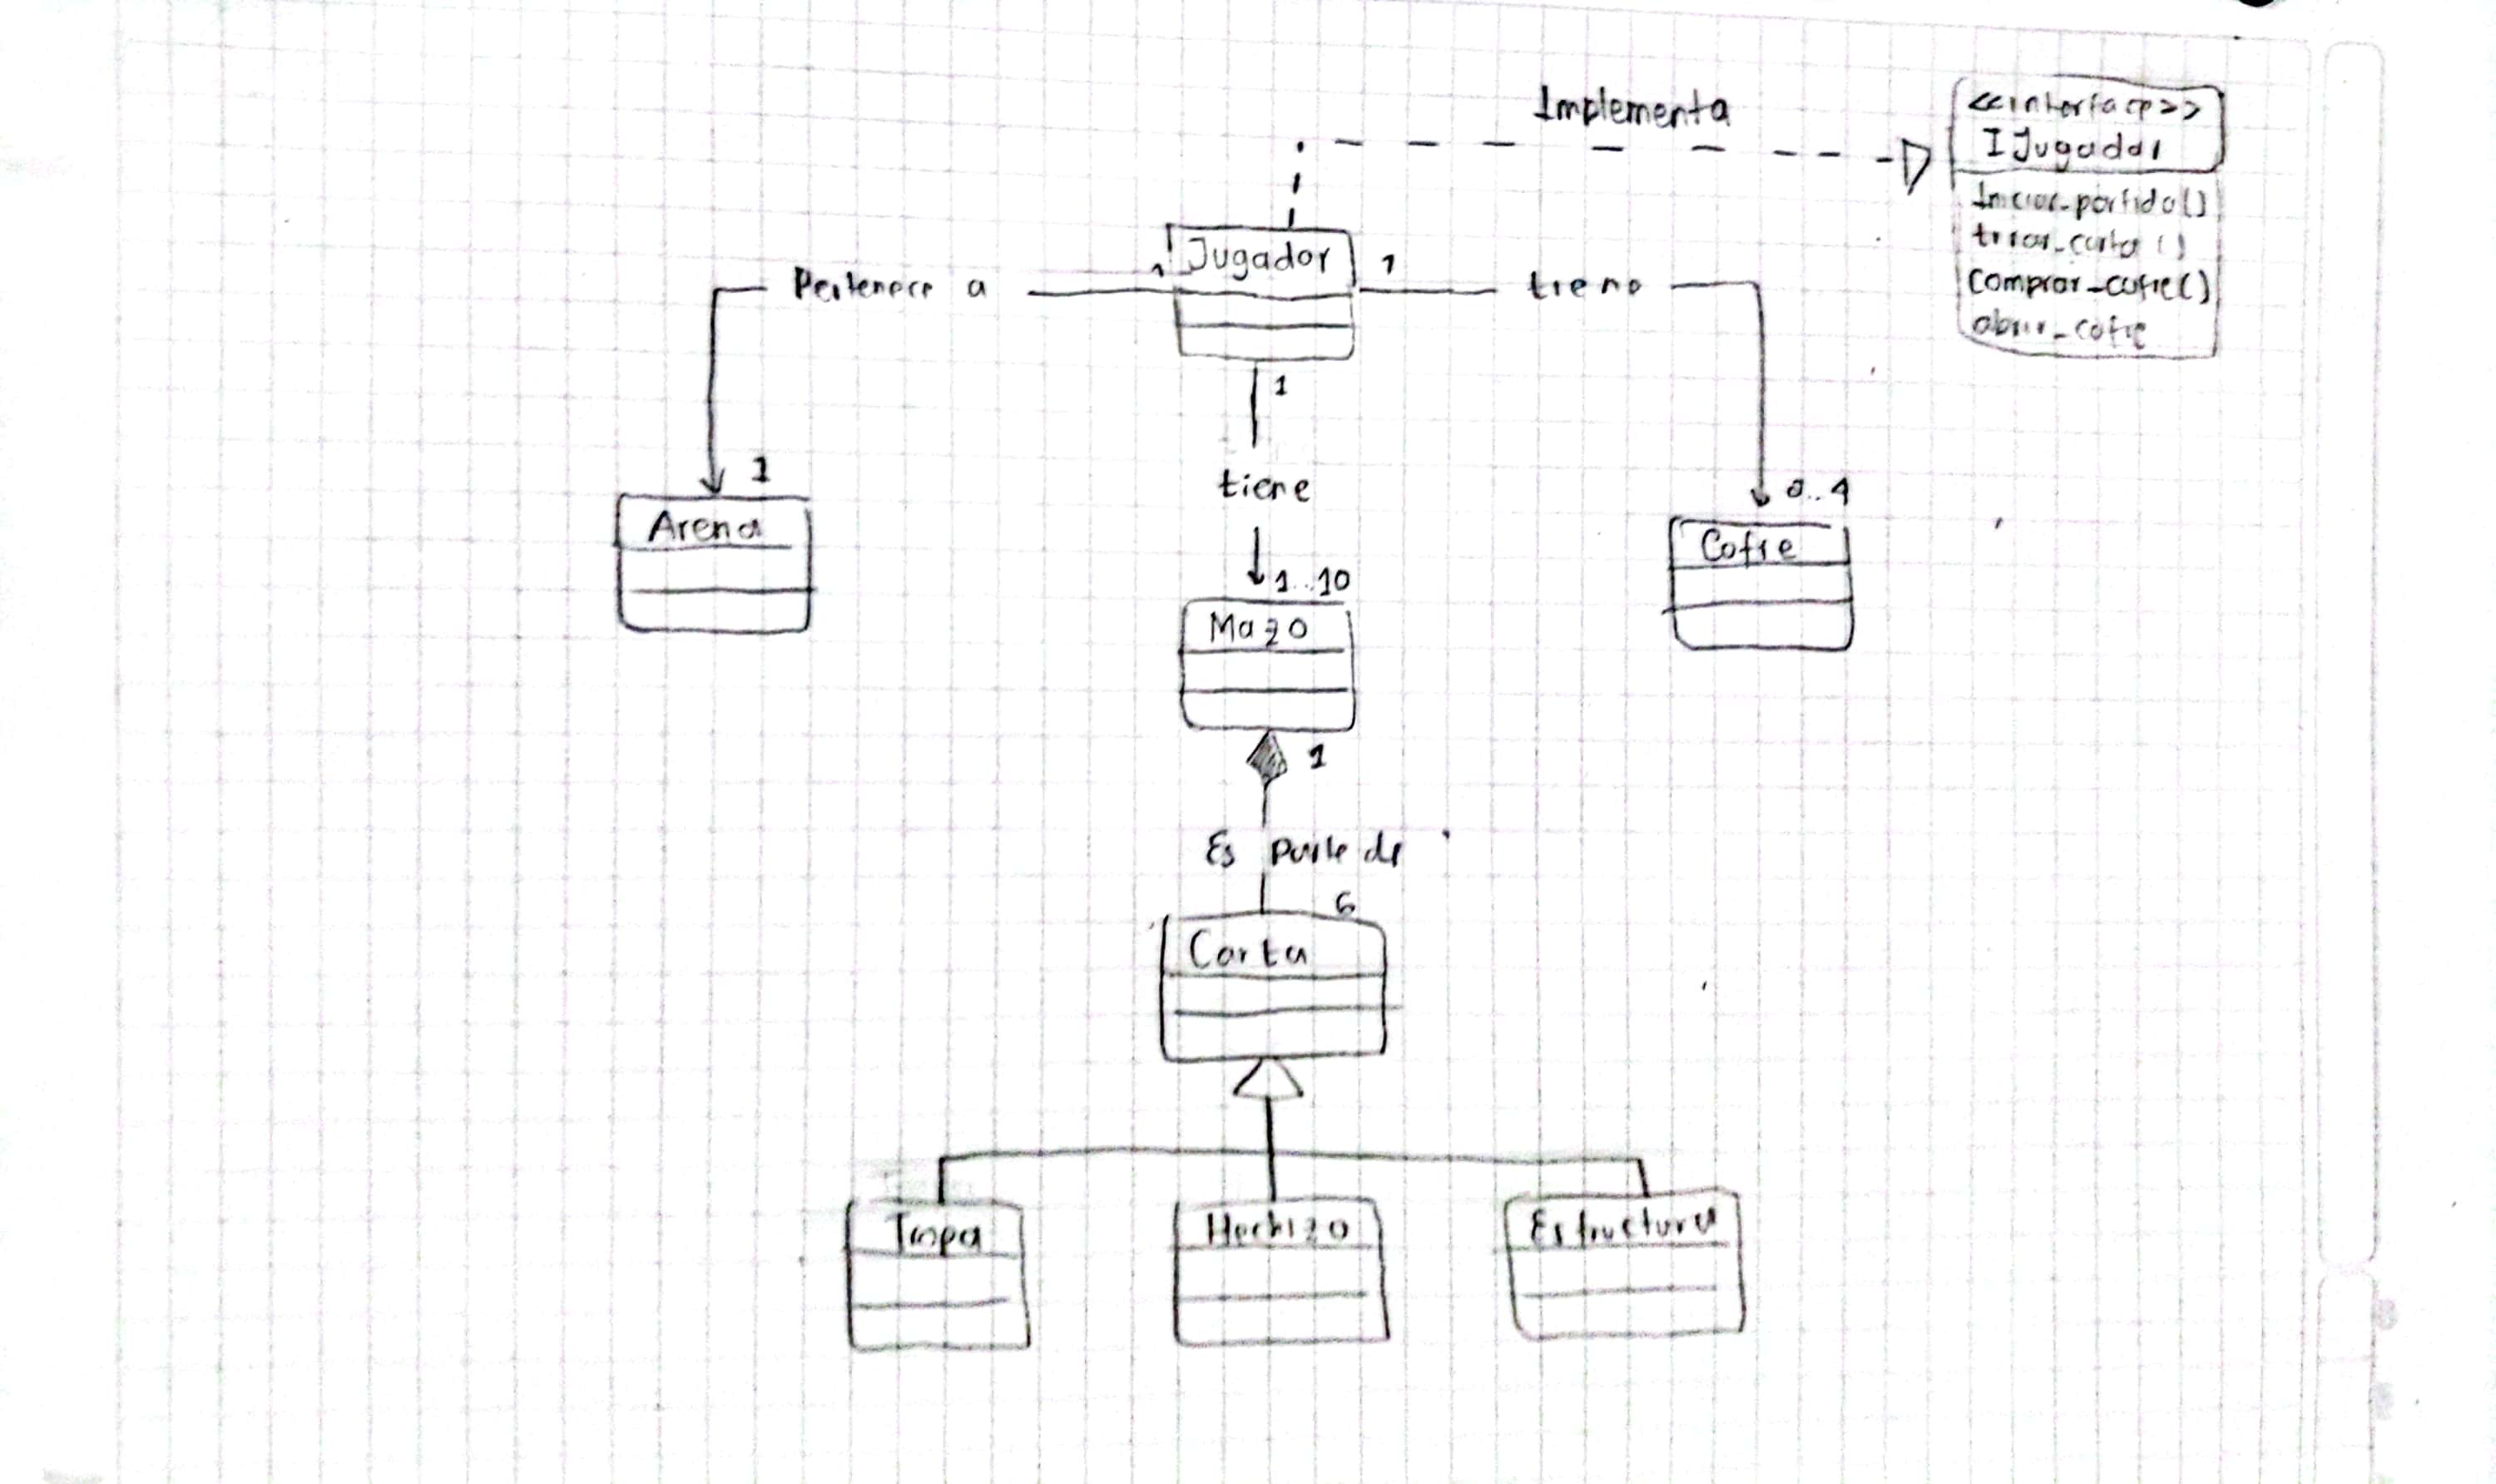 Implementa
<<interface>>
IJugador
Iniciar_partida()
tirar_carta()
Comprar_cofre()
abrir_cofre
Jugador
1
1
Pertenece a
tiene
1
tiene
1
Arena
0..4
Cofre
1..10
Mazo
1
Es parte de
6
Carta
Tropa
Hechizo
Estructura